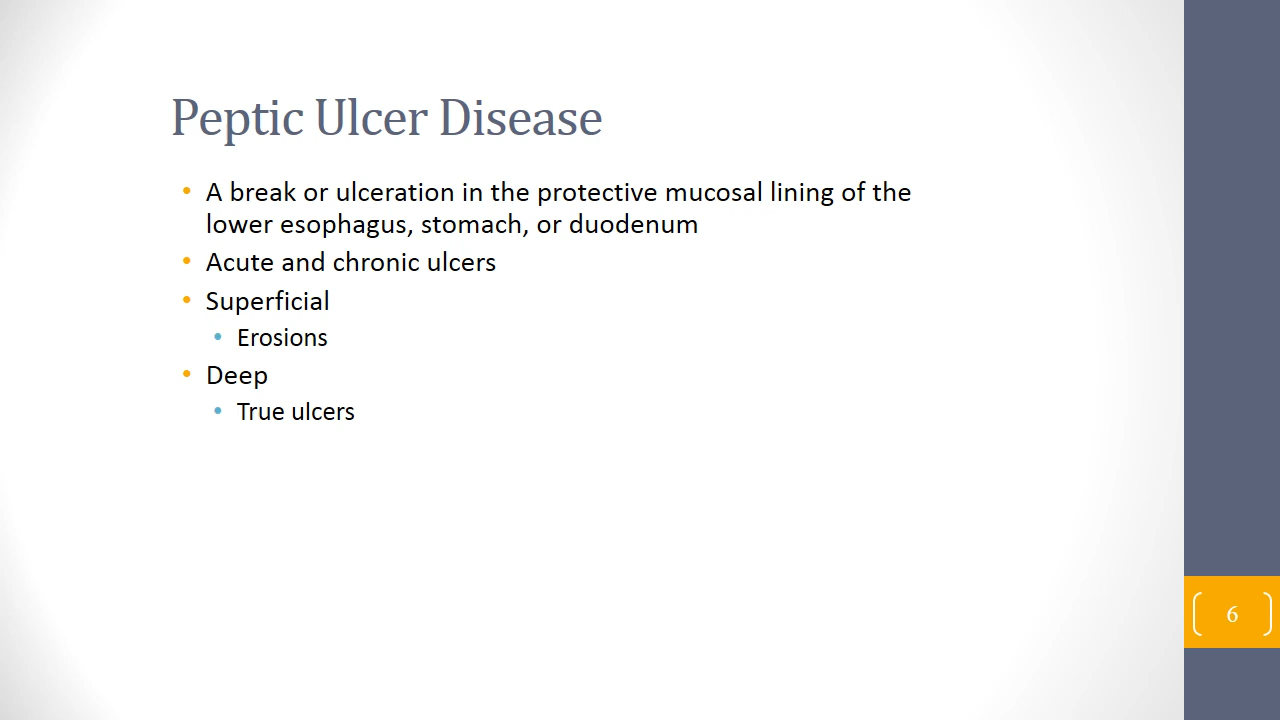 Peptic Ulcer Disease
• A break or ulceration in the protective mucosal lining of the
lower esophagus, stomach, or duodenum
• Acute and chronic ulcers
• Superficial
• Erosions
• Deep
• True ulcers
6